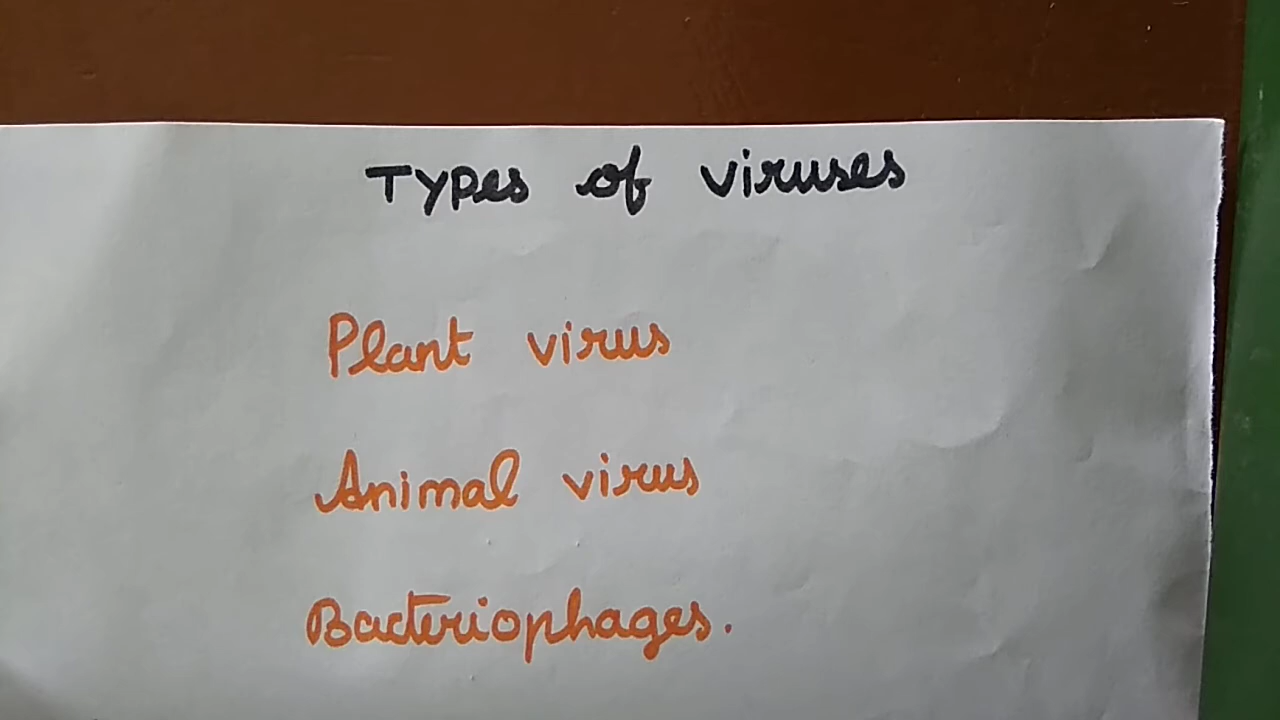 Types of viruses
Plant virus
Animal virus
Bacteriophages.